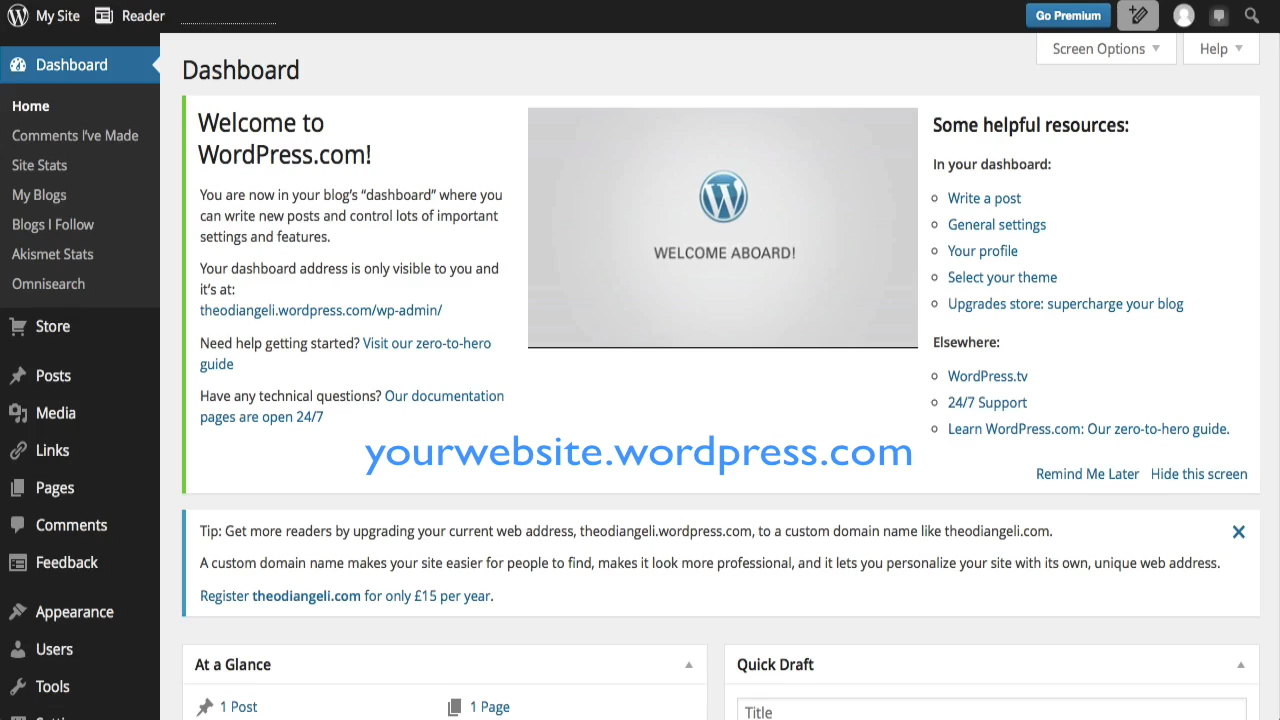 My Site
Reader
Go Premium
Dashboard
Home
Comments I've Made
Site Stats
My Blogs
Blogs I Follow
Akismet Stats
Omnisearch
Store
Posts
Media
Links
Pages
Comments
Feedback
Appearance
Users
Tools
Screen Options
Help
Dashboard
Welcome to
WordPress.com!
You are now in your blog's “dashboard” where you
can write new posts and control lots of important
settings and features.
Your dashboard address is only visible to you and
it's at:
theodiangeli.wordpress.com/wp-admin/
Need help getting started? Visit our zero-to-hero
guide
Have any technical questions? Our documentation
pages are open 24/7
WELCOME ABOARD!
Some helpful resources:
In your dashboard:
Write a post
General settings
Your profile
Select your theme
Upgrades store: supercharge your blog
Elsewhere:
WordPress.tv
24/7 Support
Learn WordPress.com: Our zero-to-hero guide.
yourwebsite.wordpress.com
Remind Me Later
Hide this screen
Tip: Get more readers by upgrading your current web address, theodiangeli.wordpress.com, to a custom domain name like theodiangeli.com.
A custom domain name makes your site easier for people to find, makes it look more professional, and it lets you personalize your site with its own, unique web address.
Register theodiangeli.com for only £15 per year.
At a Glance
1 Post
1 Page
Quick Draft
Title